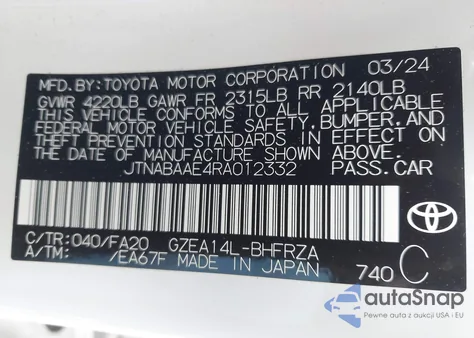 MFD. BY: TOYOTA MOTOR CORPORATION 03/24
GVWR 4220LB GAWR FR 2315LB RR 2140LB
THIS VEHICLE CONFORMS TO ALL APPLICABLE
FEDERAL MOTOR VEHICLE SAFETY, BUMPER, AND
THEFT PREVENTION STANDARDS IN EFFECT ON
THE DATE OF MANUFACTURE SHOWN ABOVE.
JTNABAAE4RA012332 PASS. CAR
C/TR: 040/FA20 GZEA14L-BHFRZA
A/TM: /EA67F MADE IN JAPAN 740 C
TOYOTA
autoSnap
Pewne auta z aukcji USA i EU